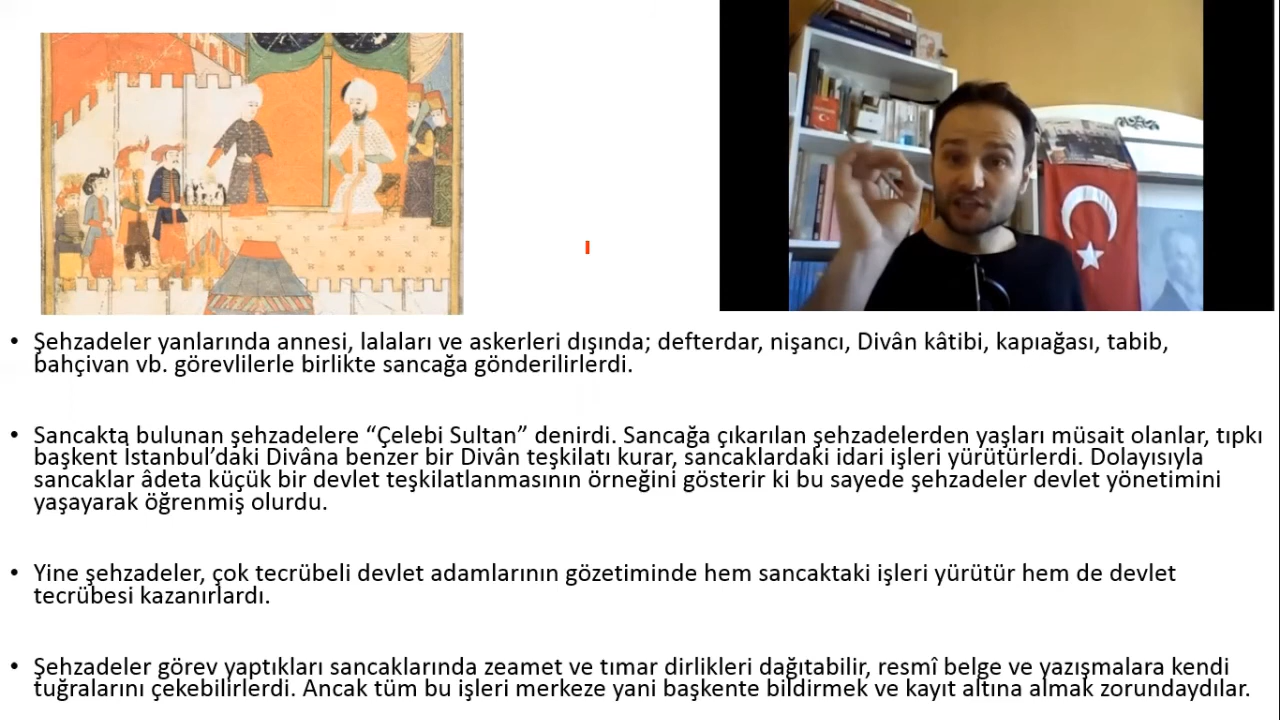 • Şehzadeler yanlarında annesi, lalaları ve askerleri dışında; defterdar, nişancı, Divân kâtibi, kapıağası, tabib,
bahçivan vb. görevlilerle birlikte sancağa gönderilirlerdi.
• Sancakta bulunan şehzadelere “Çelebi Sultan” denirdi. Sancağa çıkarılan şehzadelerden yaşları müsait olanlar, tıpkı
başkent İstanbul’daki Divâna benzer bir Divân teşkilatı kurar, sancaklardaki idari işleri yürütürlerdi. Dolayısıyla
sancaklar âdeta küçük bir devlet teşkilatlanmasının örneğini gösterir ki bu sayede şehzadeler devlet yönetimini
yaşayarak öğrenmiş olurdu.
• Yine şehzadeler, çok tecrübeli devlet adamlarının gözetiminde hem sancaktaki işleri yürütür hem de devlet
tecrübesi kazanırlardı.
• Şehzadeler görev yaptıkları sancaklarında zeamet ve tımar dirlikleri dağıtabilir, resmî belge ve yazışmalara kendi
tuğralarını çekebilirlerdi. Ancak tüm bu işleri merkeze yani başkente bildirmek ve kayıt altına almak zorundaydılar.